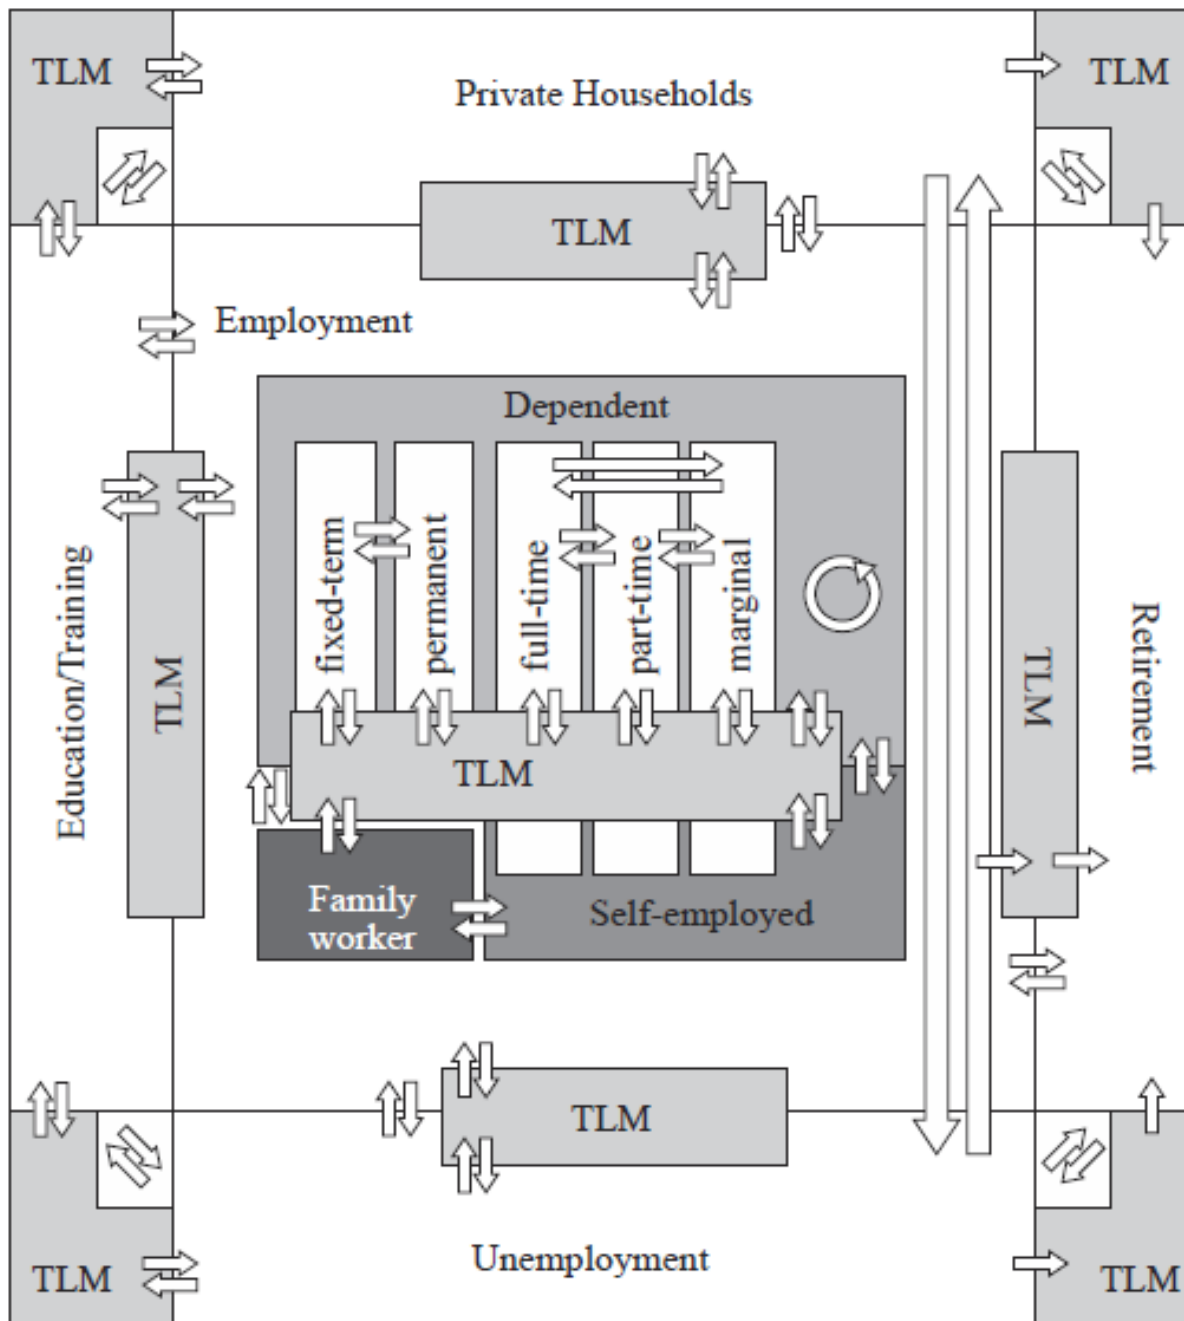 TLM
Private Households
TLM
TLM
Employment
Dependent
fixed-term
permanent
full-time
part-time
marginal
Education/Training
TLM
TLM
TLM
Retirement
Family
worker
Self-employed
TLM
TLM
Unemployment
TLM